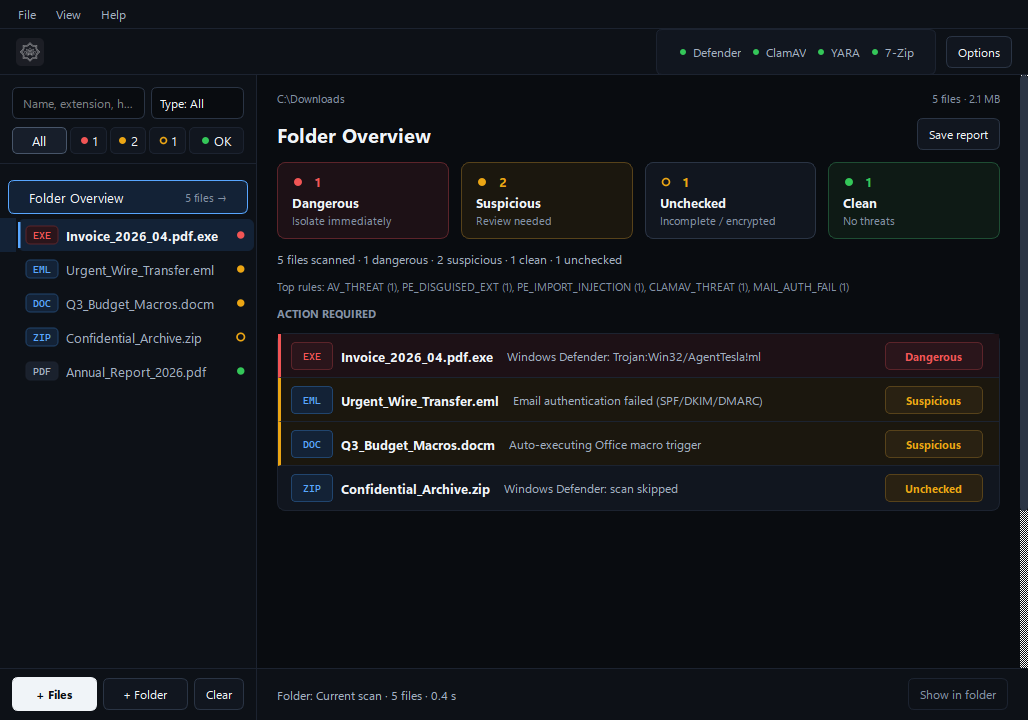 File View Help
Defender ClamAV YARA 7-Zip Options
Name, extension, h... Type: All
All 1 2 1 OK
Folder Overview 5 files →
EXE Invoice_2026_04.pdf.exe
EML Urgent_Wire_Transfer.eml
DOC Q3_Budget_Macros.docm
ZIP Confidential_Archive.zip
PDF Annual_Report_2026.pdf
+ Files + Folder Clear
C:\Downloads 5 files · 2.1 MB
Folder Overview Save report
1 2 1 1
Dangerous Suspicious Unchecked Clean
Isolate immediately Review needed Incomplete / encrypted No threats
5 files scanned · 1 dangerous · 2 suspicious · 1 clean · 1 unchecked
Top rules: AV_THREAT (1), PE_DISGUISED_EXT (1), PE_IMPORT_INJECTION (1), CLAMAV_THREAT (1), MAIL_AUTH_FAIL (1)
ACTION REQUIRED
EXE Invoice_2026_04.pdf.exe Windows Defender: Trojan:Win32/AgentTesla!ml Dangerous
EML Urgent_Wire_Transfer.eml Email authentication failed (SPF/DKIM/DMARC) Suspicious
DOC Q3_Budget_Macros.docm Auto-executing Office macro trigger Suspicious
ZIP Confidential_Archive.zip Windows Defender: scan skipped Unchecked
Folder: Current scan · 5 files · 0.4 s Show in folder